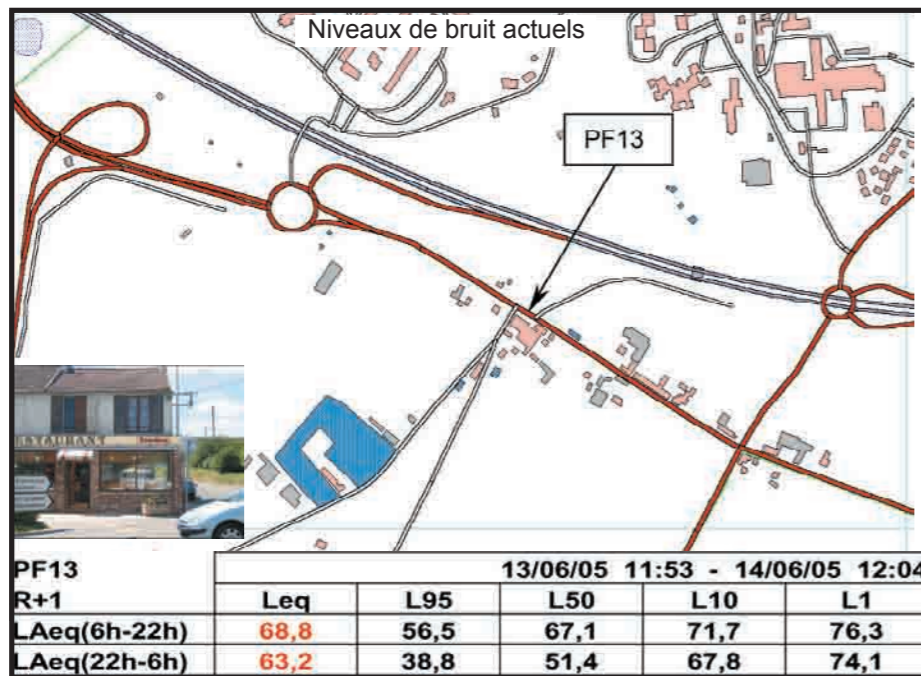 Niveaux de bruit actuels
PF13
RESTAURANT
PF13 13/06/05 11:53 - 14/06/05 12:04
R+1 Leq L95 L50 L10 L1
LAeq(6h-22h) 68,8 56,5 67,1 71,7 76,3
LAeq(22h-6h) 63,2 38,8 51,4 67,8 74,1